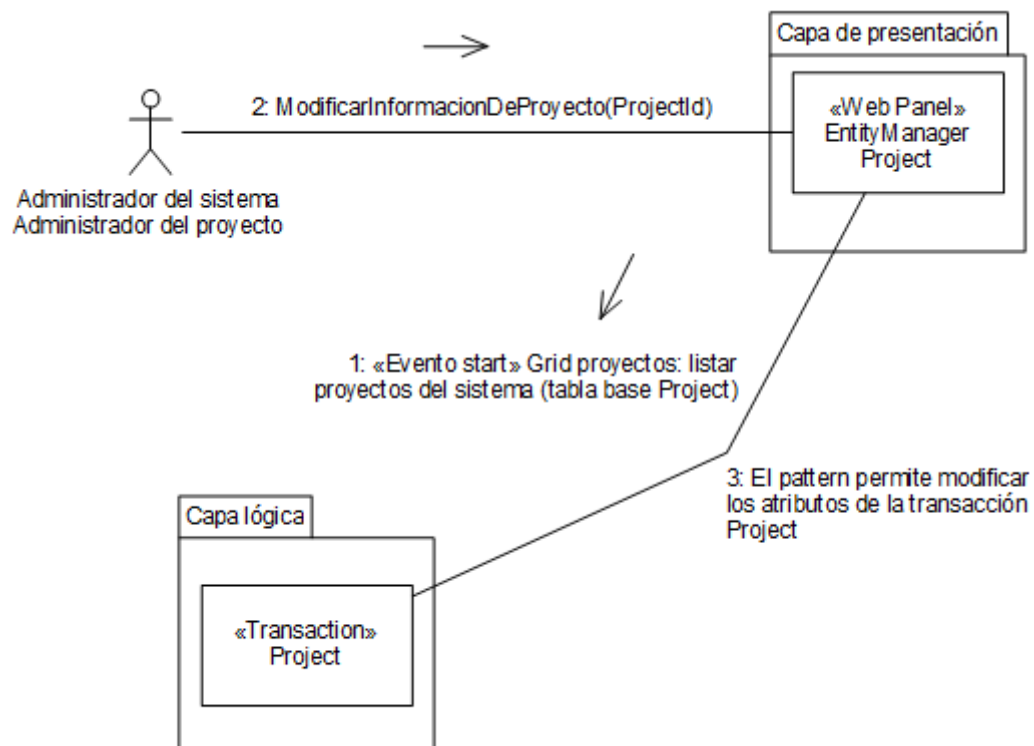 Capa de presentación
2: ModificarInformacionDeProyecto(ProjectId)
«Web Panel»
EntityManager
Project
Administrador del sistema
Administrador del proyecto
1: «Evento start» Grid proyectos: listar
proyectos del sistema (tabla base Project)
3: El pattern permite modificar
los atributos de la transacción
Project
Capa lógica
«Transaction»
Project